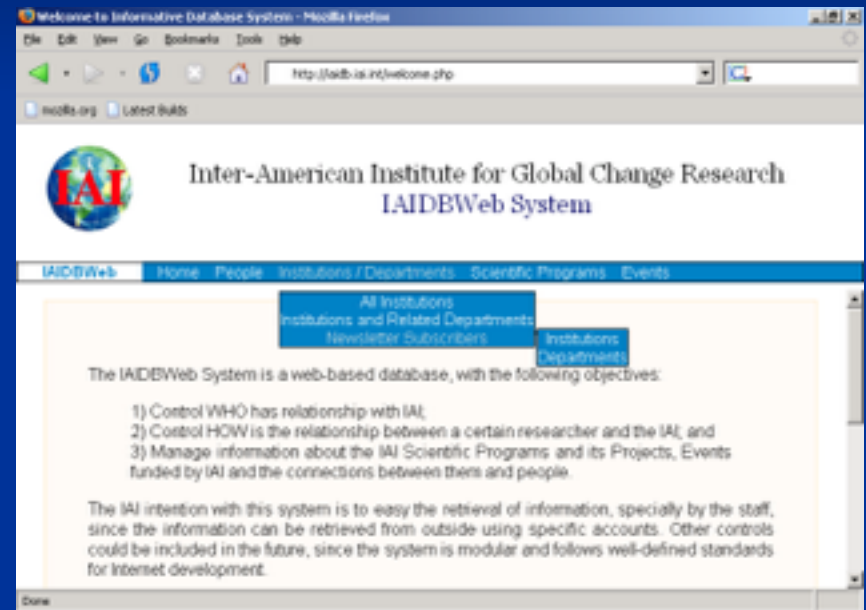 Welcome to Informative Database System - Mozilla Firefox
File Edit View Go Bookmarks Tools Help
http://iaidb.iai.int/welcome.php
mozilla.org Latest Builds
IAI
Inter-American Institute for Global Change Research
IAIDBWeb System
IAIDBWeb Home People Institutions / Departments Scientific Programs Events
All Institutions
Institutions and Related Departments
Newsletter Subscribers
Institutions
Departments
The IAIDBWeb System is a web-based database, with the following objectives:
1) Control WHO has relationship with IAI;
2) Control HOW is the relationship between a certain researcher and the IAI; and
3) Manage information about the IAI Scientific Programs and its Projects, Events
funded by IAI and the connections between them and people.
The IAI intention with this system is to easy the retrieval of information, specially by the staff,
since the information can be retrieved from outside using specific accounts. Other controls
could be included in the future, since the system is modular and follows well-defined standards
for Internet development.
Done